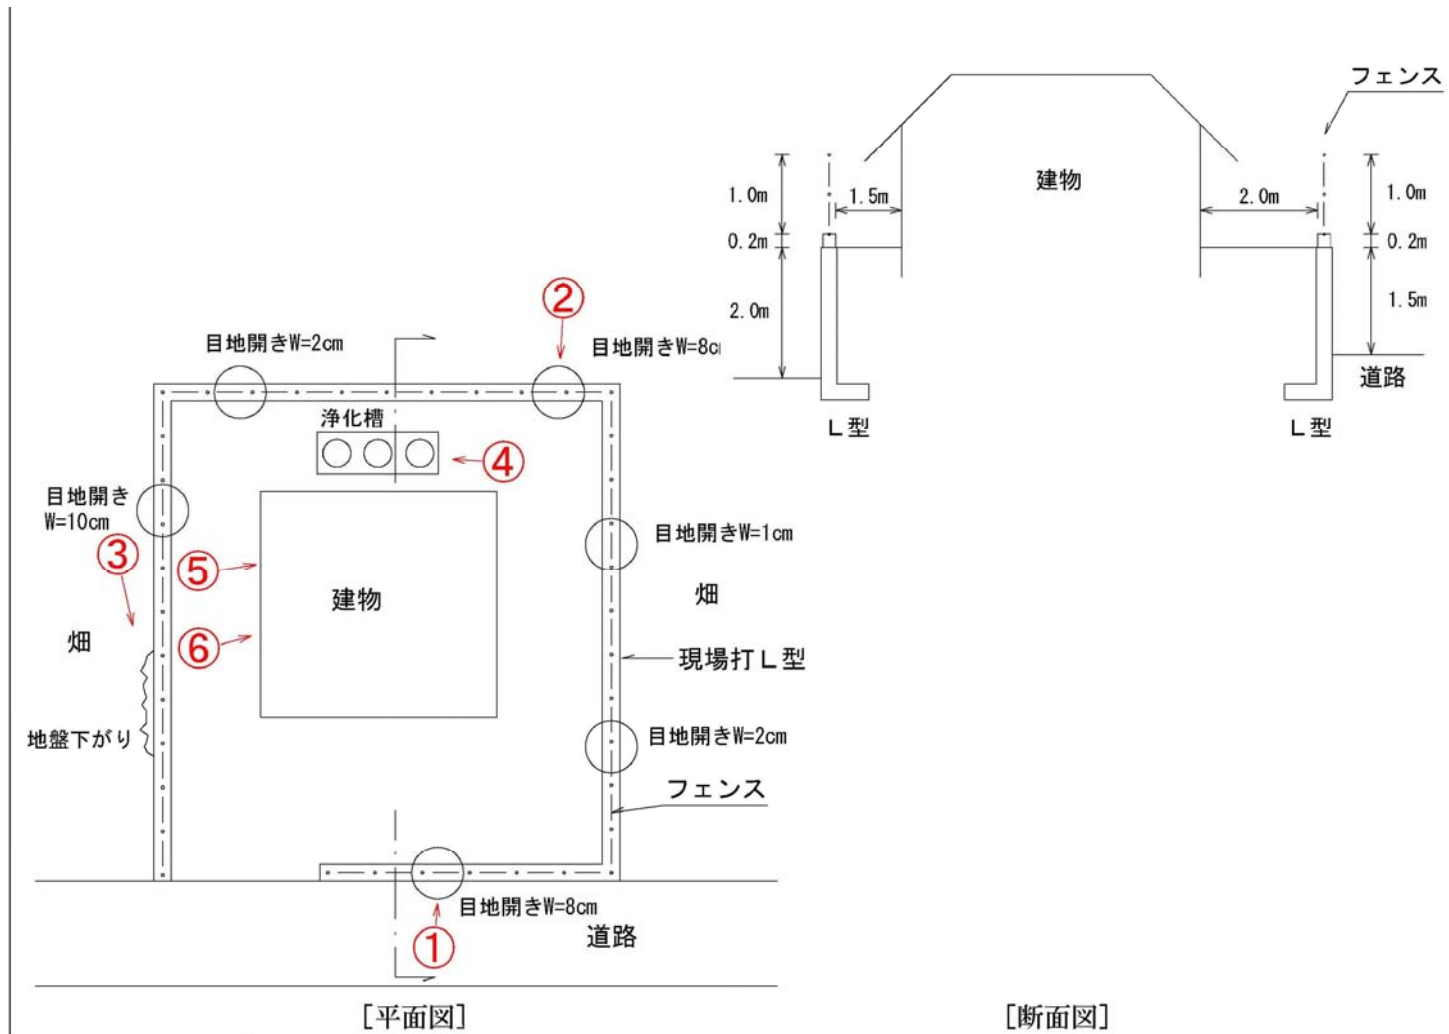 フェンス
建物
1.0m
1.5m
2.0m
1.0m
0.2m
0.2m
2.0m
1.5m
道路
L型
L型
②
目地開きW=2cm
目地開きW=8c
浄化槽
④
目地開き
W=10cm
③
⑤
目地開きW=1cm
建物
畑
畑
⑥
現場打L型
地盤下がり
目地開きW=2cm
フェンス
目地開きW=8cm
①
道路
[平面図]
[断面図]